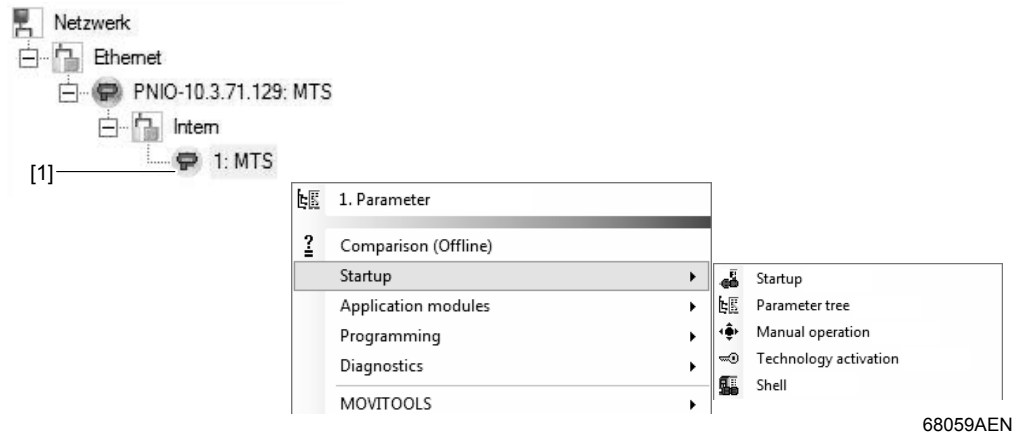 Netzwerk
Ethernet
PNIO-10.3.71.129: MTS
Intern
1: MTS
[1]
1. Parameter
Comparison (Offline)
Startup
Application modules
Programming
Diagnostics
MOVITOOLS
Startup
Parameter tree
Manual operation
Technology activation
Shell
68059AEN